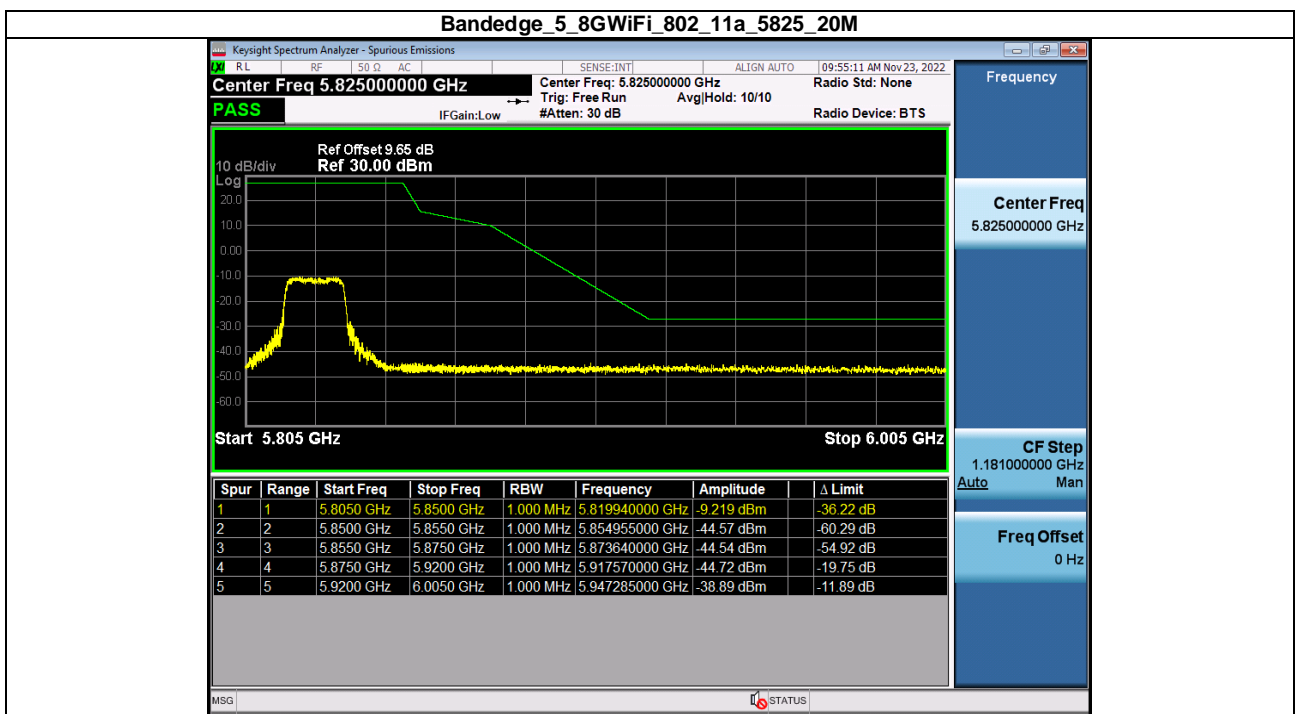 Bandedge_5_8GWiFi_802_11a_5825_20M
Keysight Spectrum Analyzer - Spurious Emissions
LXI RL RF 50 Ω AC SENSE:INT ALIGN AUTO 09:55:11 AM Nov 23, 2022
Center Freq 5.825000000 GHz
Center Freq: 5.825000000 GHz
Radio Std: None
Trig: Free Run Avg|Hold: 10/10
PASS
IFGain:Low
#Atten: 30 dB
Radio Device: BTS
Frequency
Ref Offset 9.65 dB
10 dB/div Ref 30.00 dBm
Log
20.0
10.0
0.00
-10.0
-20.0
-30.0
-40.0
-50.0
-60.0
Start 5.805 GHz Stop 6.005 GHz
Center Freq
5.825000000 GHz
CF Step
1.181000000 GHz
Auto Man
Freq Offset
0 Hz
Spur Range Start Freq Stop Freq RBW Frequency Amplitude Δ Limit
1 1 5.8050 GHz 5.8500 GHz 1.000 MHz 5.819940000 GHz -9.219 dBm -36.22 dB
2 2 5.8500 GHz 5.8550 GHz 1.000 MHz 5.854955000 GHz -44.57 dBm -60.29 dB
3 3 5.8550 GHz 5.8750 GHz 1.000 MHz 5.873640000 GHz -44.54 dBm -54.92 dB
4 4 5.8750 GHz 5.9200 GHz 1.000 MHz 5.917570000 GHz -44.72 dBm -19.75 dB
5 5 5.9200 GHz 6.0050 GHz 1.000 MHz 5.947285000 GHz -38.89 dBm -11.89 dB
MSG STATUS